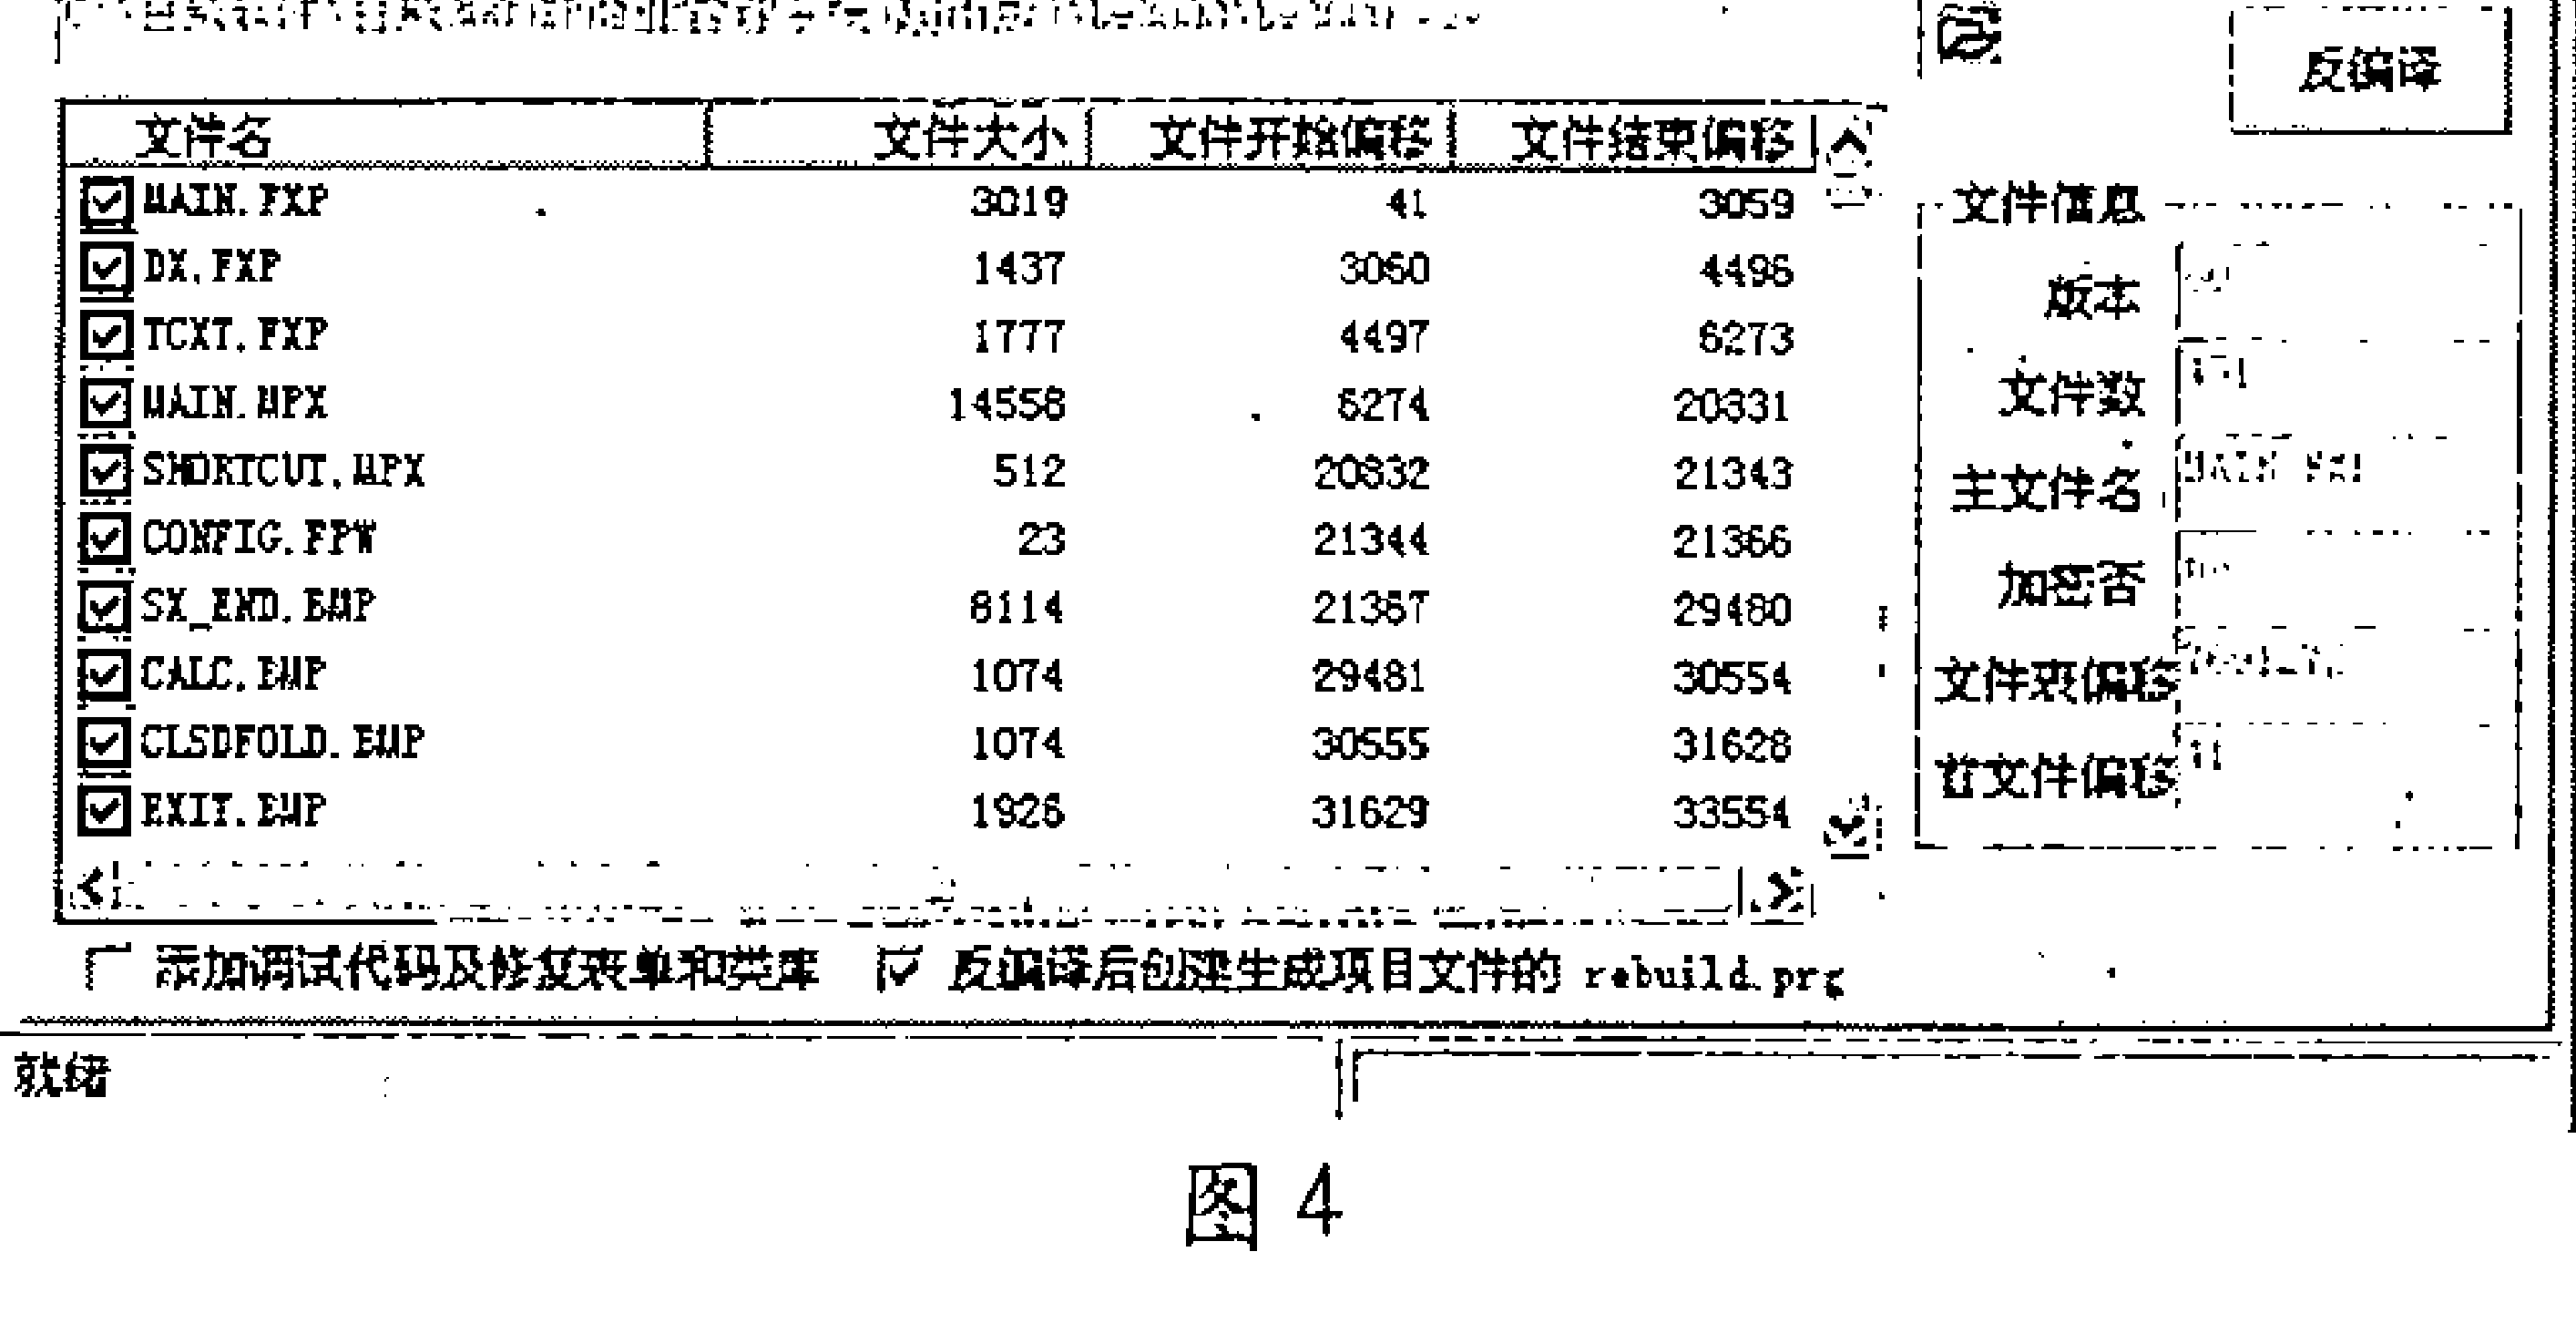 反编译
文件名 文件大小 文件开始偏移 文件结束偏移
MAIN.FXP 3019 41 3059
DX.FXP 1437 3060 4496
TCXT.FXP 1777 4497 6273
MAIN.MPX 14558 6274 20831
SHORTCUT.MPX 512 20832 21343
CONFIG.FPW 23 21344 21366
SX_END.BMP 8114 21367 29480
CALC.BMP 1074 29481 30554
CLSDFOLD.BMP 1074 30555 31628
EXIT.BMP 1926 31629 33554
文件信息
版本
文件数
主文件名
加密否
文件表偏移
首文件偏移 41
添加调试代码及修复表单和类库 反编译后创建生成项目文件的 rebuild.prg
就绪
图 4